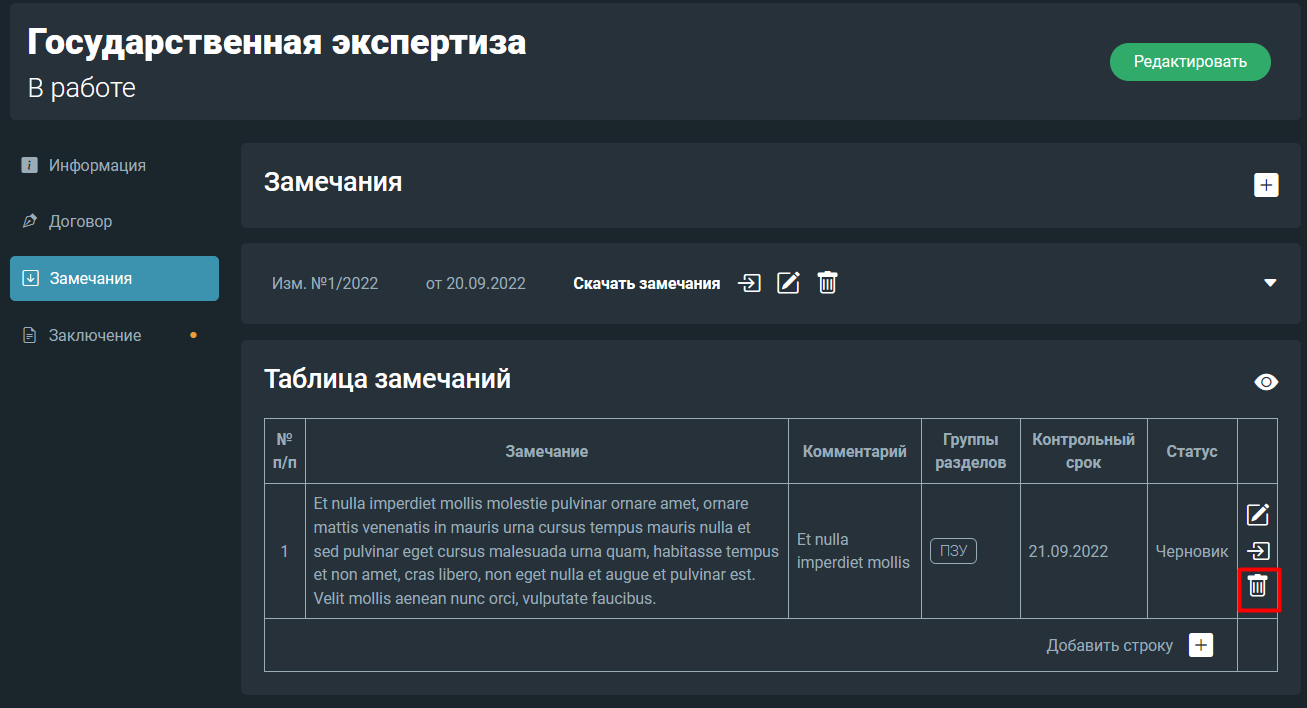 Государственная экспертиза
В работе
Редактировать
Информация
Договор
Замечания
Заключение
Замечания
Изм. №1/2022
от 20.09.2022
Скачать замечания
Таблица замечаний
№
п/п
Замечание
Комментарий
Группы
разделов
Контрольный
срок
Статус
1
Et nulla imperdiet mollis molestie pulvinar ornare amet, ornare
mattis venenatis in mauris urna cursus tempus mauris nulla et
sed pulvinar eget cursus malesuada urna quam, habitasse tempus
et non amet, cras libero, non eget nulla et augue et pulvinar est.
Velit mollis aenean nunc orci, vulputate faucibus.
Et nulla
imperdiet mollis
ПЗУ
21.09.2022
Черновик
Добавить строку